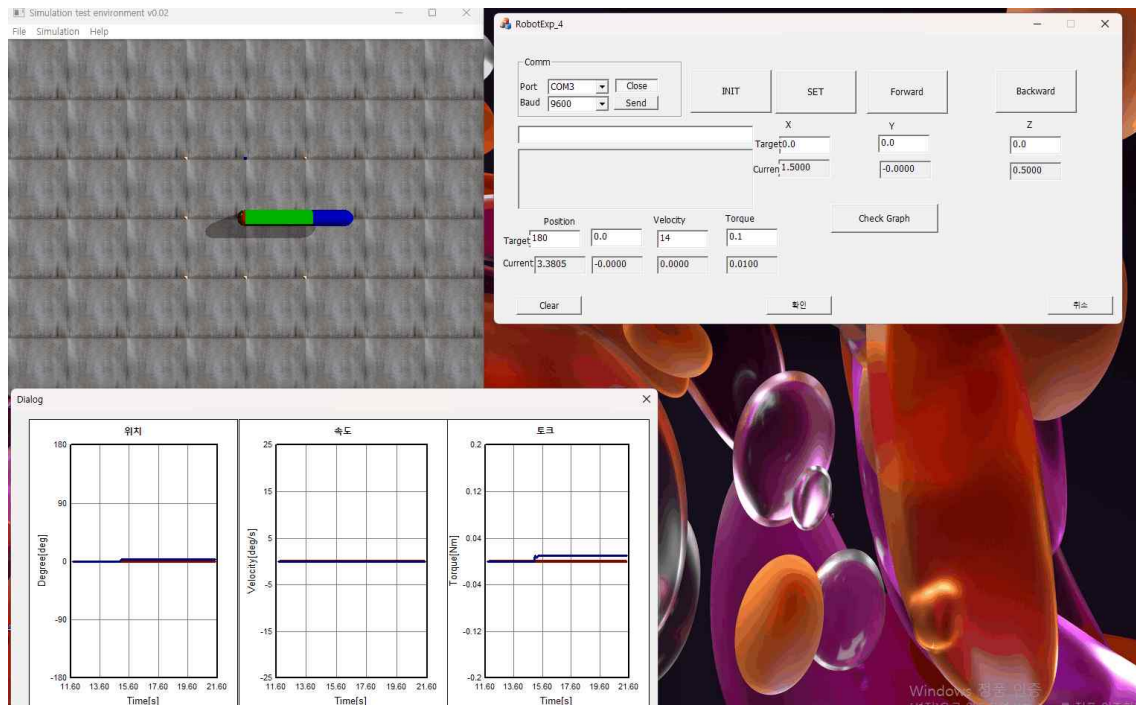 Simulation test environment v0.02
File Simulation Help
RobotExp_4
Comm
Port COM3 Close
Baud 9600 Send
INIT SET Forward Backward
X Y Z
Target 0.0 0.0 0.0
Curren 1.5000 -0.0000 0.5000
Check Graph
Position Velocity Torque
Target 180 0.0 14 0.1
Current 3.3805 -0.0000 0.0000 0.0100
Clear 확인 취소
Dialog
위치
180
90
0
-90
-180
Degree[deg]
11.60 13.60 15.60 17.60 19.60 21.60
Time[s]
속도
25
15
5
-5
-15
-25
Velocity[deg/s]
11.60 13.60 15.60 17.60 19.60 21.60
Time[s]
토크
0.2
0.12
0.04
-0.04
-0.12
-0.2
Torque[Nm]
11.60 13.60 15.60 17.60 19.60 21.60
Time[s]
Windows 정품 인증